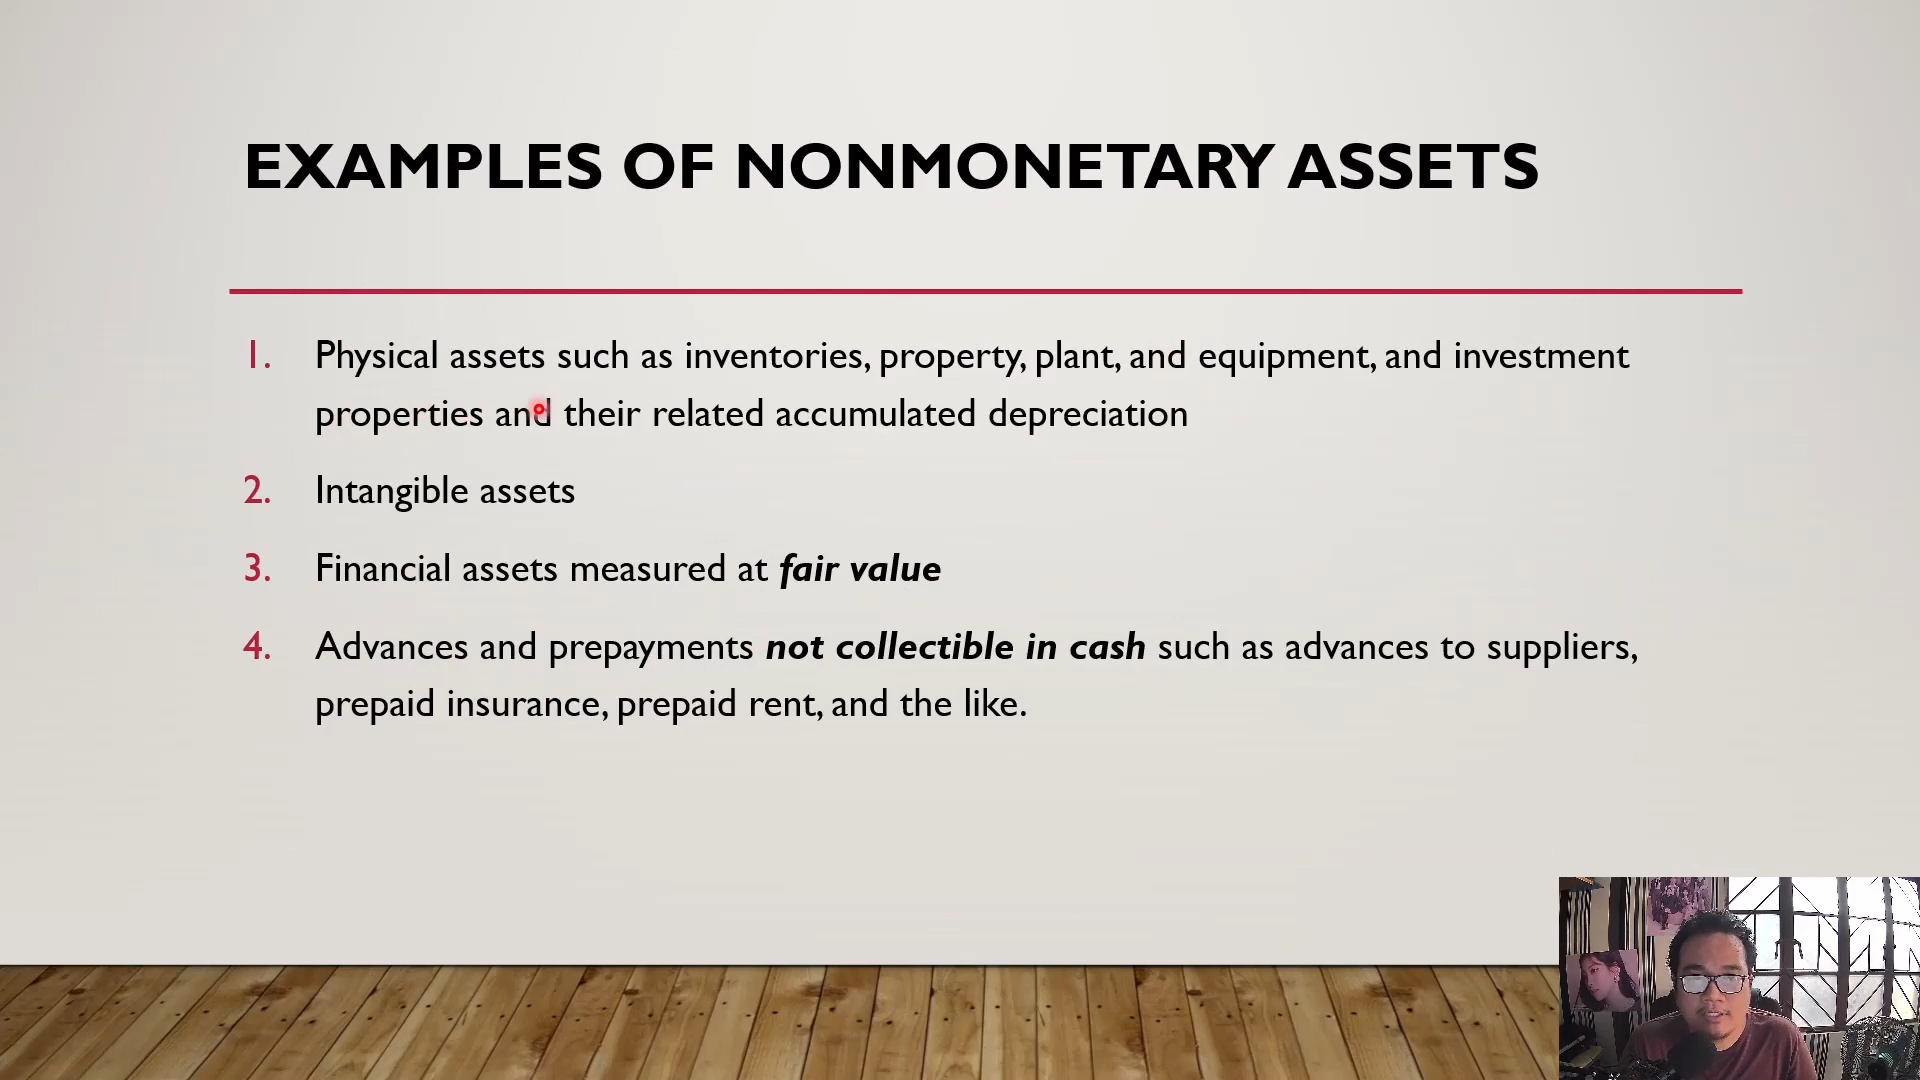 EXAMPLES OF NONMONETARY ASSETS
1. Physical assets such as inventories, property, plant, and equipment, and investment
properties and their related accumulated depreciation
2. Intangible assets
3. Financial assets measured at fair value
4. Advances and prepayments not collectible in cash such as advances to suppliers,
prepaid insurance, prepaid rent, and the like.